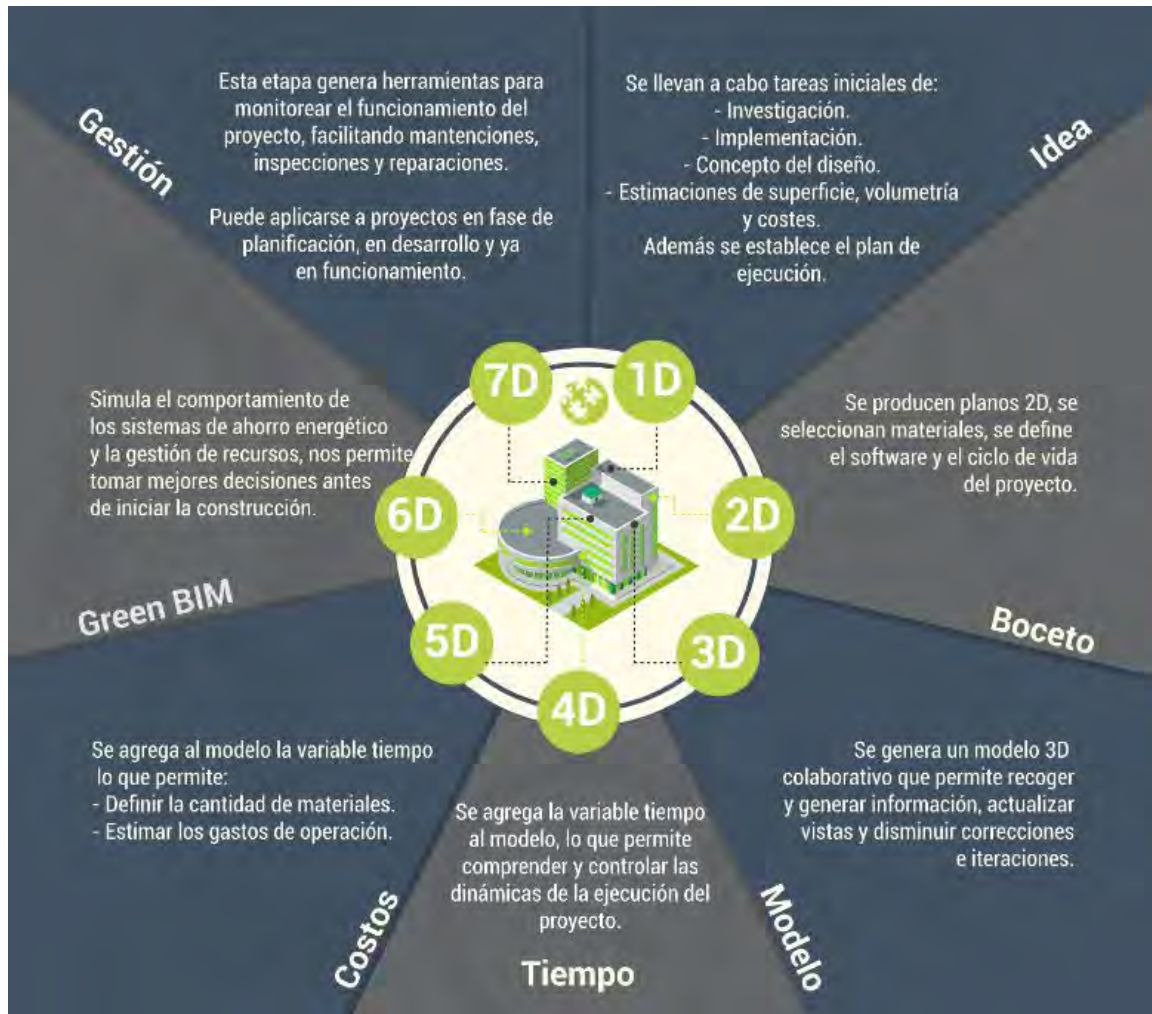 Idea
Se llevan a cabo tareas iniciales de:
- Investigación.
- Implementación.
- Concepto del diseño.
- Estimaciones de superficie, volumetría
y costes.
Además se establece el plan de
ejecución.
1D
Boceto
Se producen planos 2D, se
seleccionan materiales, se define
el software y el ciclo de vida
del proyecto.
2D
Modelo
Se genera un modelo 3D
colaborativo que permite recoger
y generar información, actualizar
vistas y disminuir correcciones
e iteraciones.
3D
4D
Se agrega la variable tiempo
al modelo, lo que permite
comprender y controlar las
dinámicas de la ejecución del
proyecto.
Tiempo
5D
Se agrega al modelo la variable tiempo
lo que permite:
- Definir la cantidad de materiales.
- Estimar los gastos de operación.
Costos
6D
Simula el comportamiento de
los sistemas de ahorro energético
y la gestión de recursos, nos permite
tomar mejores decisiones antes
de iniciar la construcción.
Green BIM
7D
Gestión
Esta etapa genera herramientas para
monitorear el funcionamiento del
proyecto, facilitando mantenciones,
inspecciones y reparaciones.
Puede aplicarse a proyectos en fase de
planificación, en desarrollo y ya
en funcionamiento.